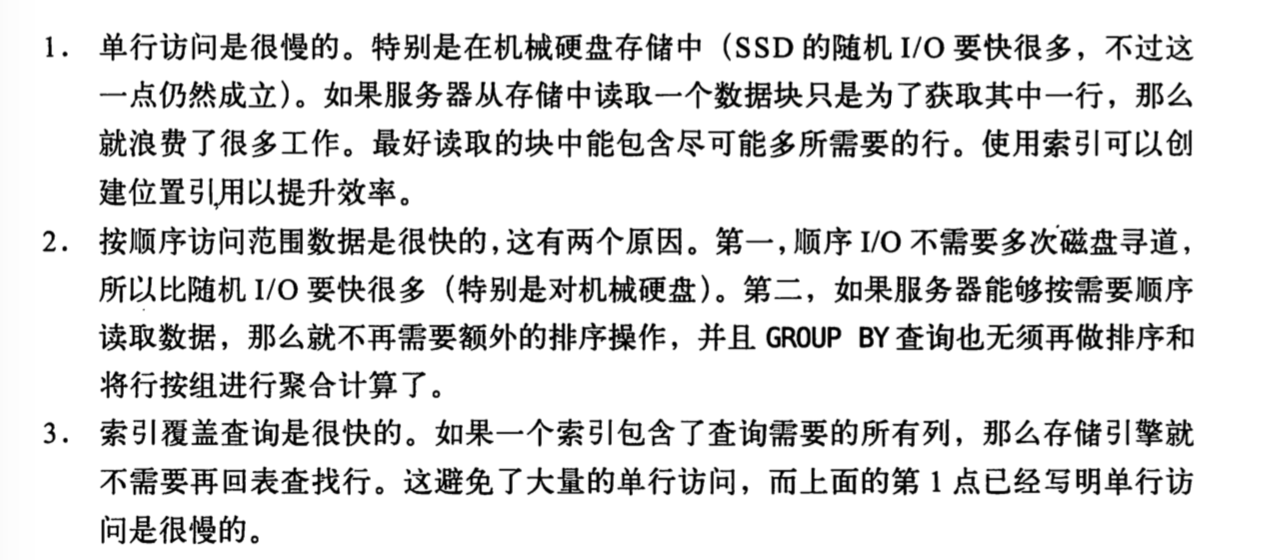 1. 单行访问是很慢的。特别是在机械硬盘存储中（SSD 的随机 I/O 要快很多，不过这
一点仍然成立）。如果服务器从存储中读取一个数据块只是为了获取其中一行，那么
就浪费了很多工作。最好读取的块中能包含尽可能多所需要的行。使用索引可以创
建位置引用以提升效率。
2. 按顺序访问范围数据是很快的，这有两个原因。第一，顺序 I/O 不需要多次磁盘寻道，
所以比随机 I/O 要快很多（特别是对机械硬盘）。第二，如果服务器能够按需要顺序
读取数据，那么就不再需要额外的排序操作，并且 GROUP BY 查询也无须再做排序和
将行按组进行聚合计算了。
3. 索引覆盖查询是很快的。如果一个索引包含了查询需要的所有列，那么存储引擎就
不需要再回表查找行。这避免了大量的单行访问，而上面的第 1 点已经写明单行访
问是很慢的。